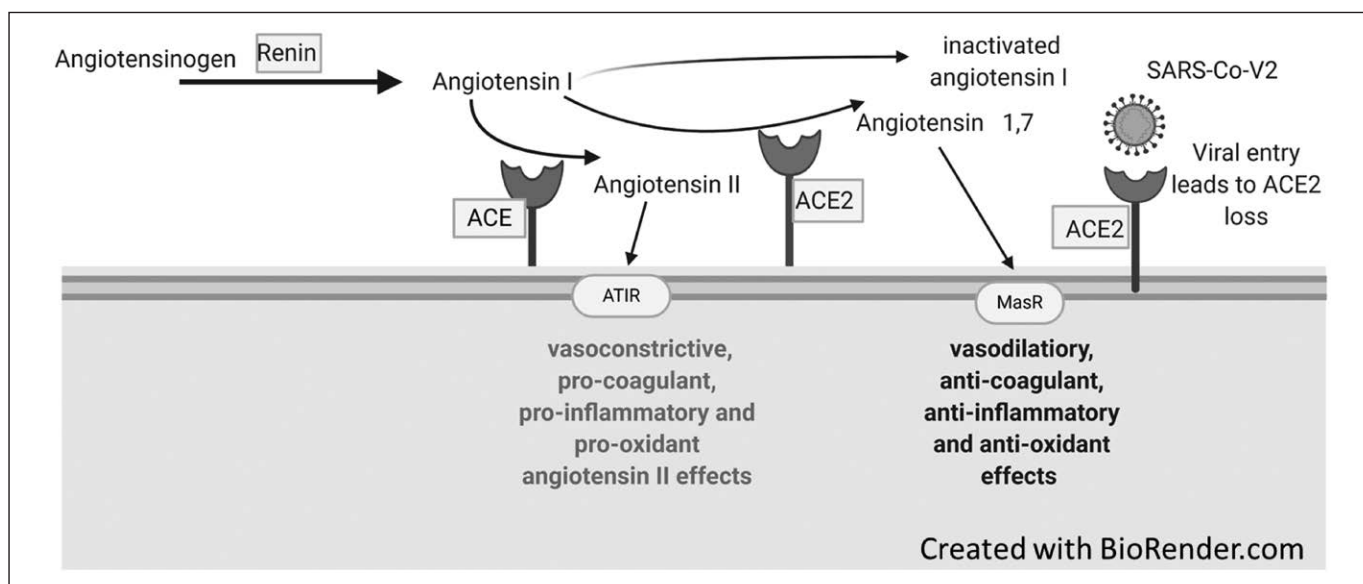 Angiotensinogen
Renin
Angiotensin I
inactivated
angiotensin I
SARS-Co-V2
Angiotensin 1,7
Viral entry
leads to ACE2
loss
Angiotensin II
ACE
ACE2
ACE2
ATIR
MasR
vasoconstrictive,
pro-coagulant,
pro-inflammatory and
pro-oxidant
angiotensin II effects
vasodilatiory,
anti-coagulant,
anti-inflammatory
and anti-oxidant
effects
Created with BioRender.com